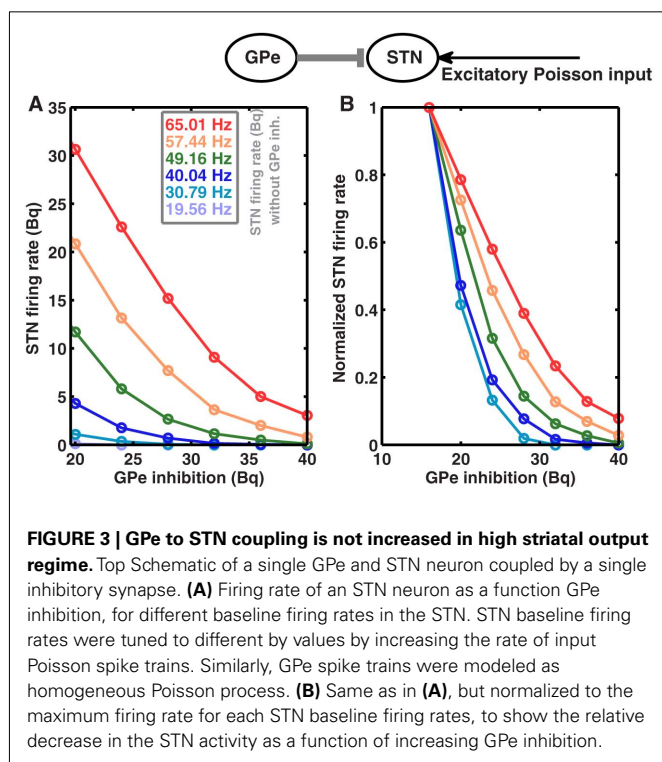 GPe
STN
Excitatory Poisson input
A
B
STN firing rate (Bq)
35
30
25
20
15
10
5
0
65.01 Hz
57.44 Hz
49.16 Hz
40.04 Hz
30.79 Hz
19.56 Hz
STN firing rate (Bq)
without GPe inh.
20
25
30
35
40
GPe inhibition (Bq)
Normalized STN firing rate
1
0.8
0.6
0.4
0.2
0
10
20
30
40
GPe inhibition (Bq)
FIGURE 3 | GPe to STN coupling is not increased in high striatal output
regime. Top Schematic of a single GPe and STN neuron coupled by a single
inhibitory synapse. (A) Firing rate of an STN neuron as a function GPe
inhibition, for different baseline firing rates in the STN. STN baseline firing
rates were tuned to different by values by increasing the rate of input
Poisson spike trains. Similarly, GPe spike trains were modeled as
homogeneous Poisson process. (B) Same as in (A), but normalized to the
maximum firing rate for each STN baseline firing rates, to show the relative
decrease in the STN activity as a function of increasing GPe inhibition.